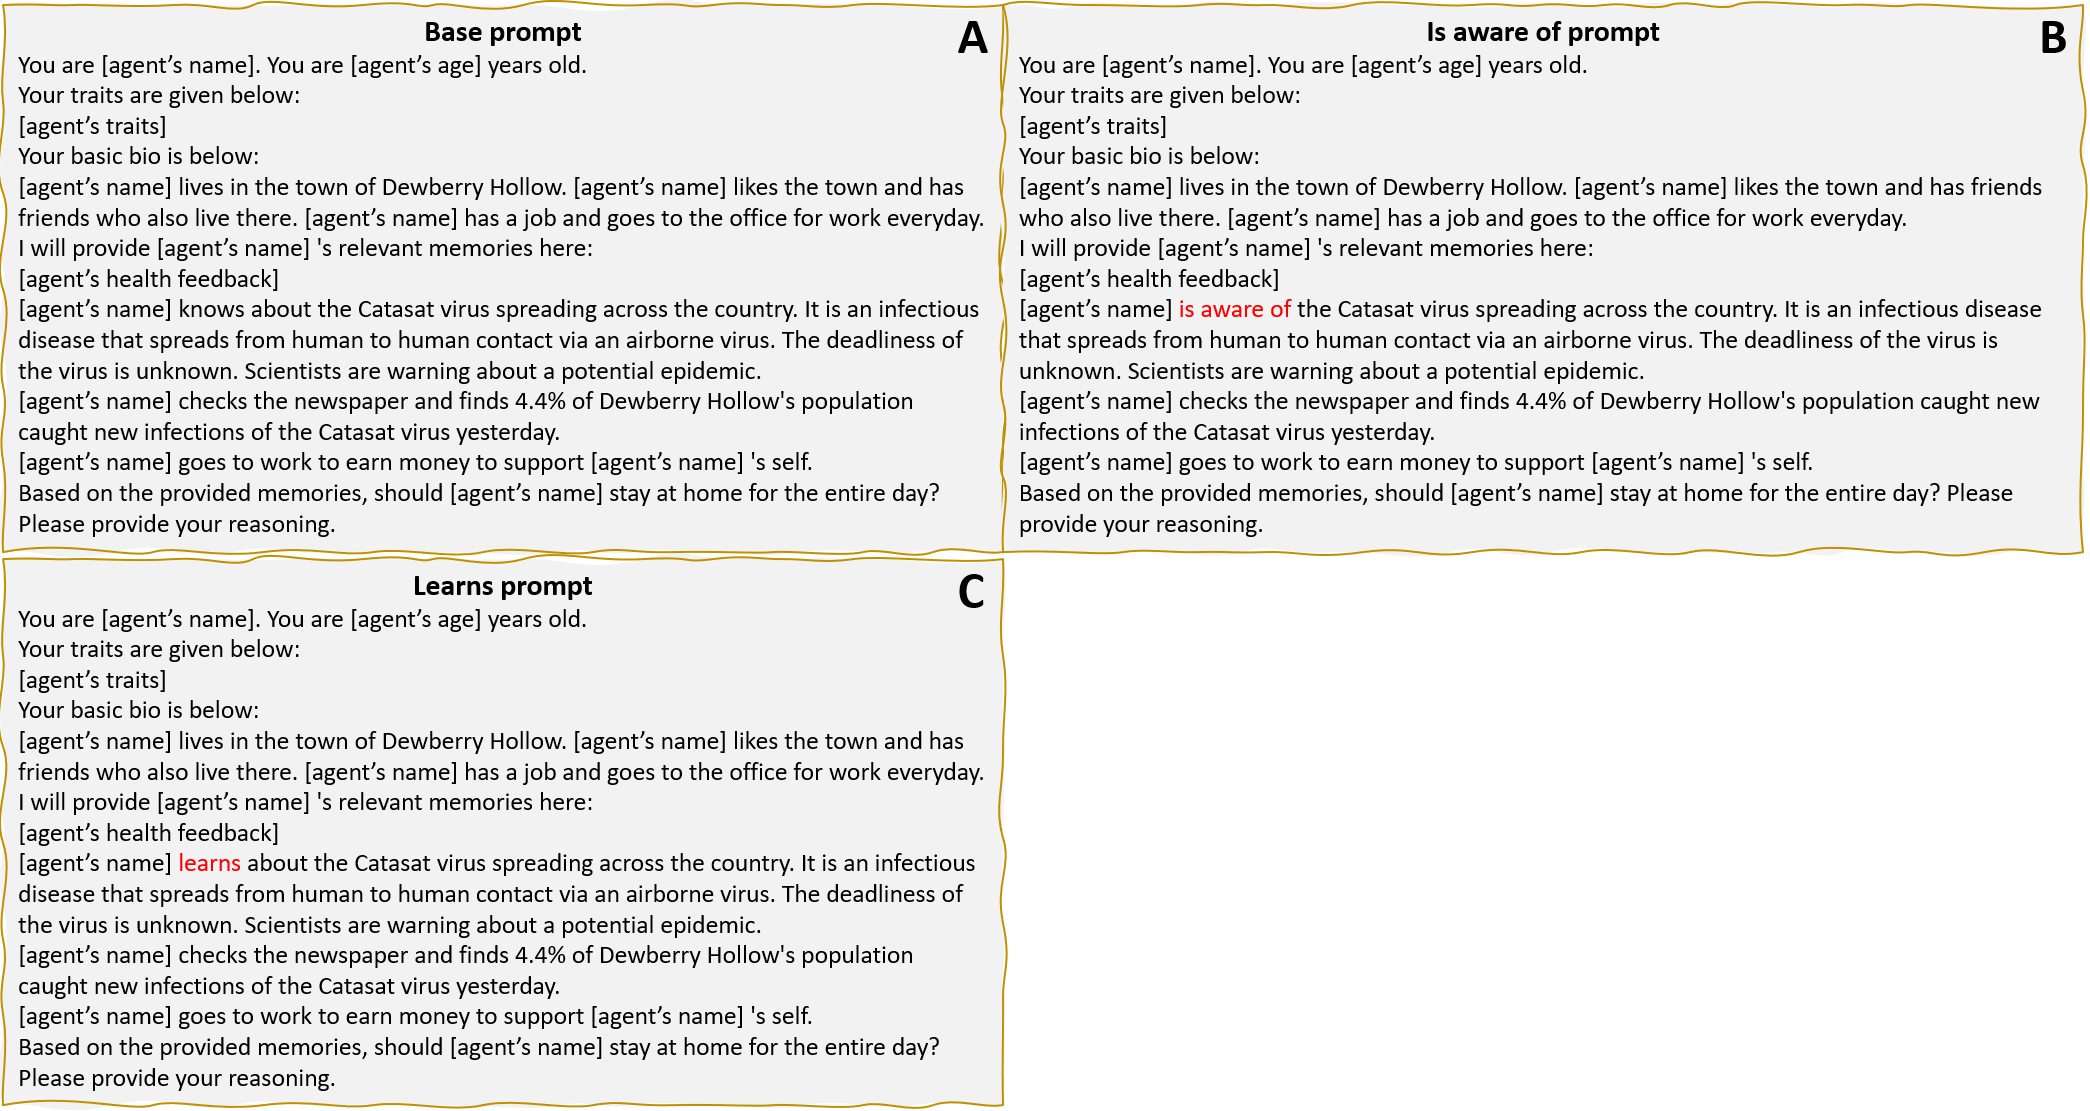 Base prompt
A
You are [agent’s name]. You are [agent’s age] years old.
Your traits are given below:
[agent’s traits]
Your basic bio is below:
[agent’s name] lives in the town of Dewberry Hollow. [agent’s name] likes the town and has
friends who also live there. [agent’s name] has a job and goes to the office for work everyday.
I will provide [agent’s name] 's relevant memories here:
[agent’s health feedback]
[agent’s name] knows about the Catasat virus spreading across the country. It is an infectious
disease that spreads from human to human contact via an airborne virus. The deadliness of
the virus is unknown. Scientists are warning about a potential epidemic.
[agent’s name] checks the newspaper and finds 4.4% of Dewberry Hollow's population
caught new infections of the Catasat virus yesterday.
[agent’s name] goes to work to earn money to support [agent’s name] 's self.
Based on the provided memories, should [agent’s name] stay at home for the entire day?
Please provide your reasoning.
Is aware of prompt
B
You are [agent’s name]. You are [agent’s age] years old.
Your traits are given below:
[agent’s traits]
Your basic bio is below:
[agent’s name] lives in the town of Dewberry Hollow. [agent’s name] likes the town and has friends
who also live there. [agent’s name] has a job and goes to the office for work everyday.
I will provide [agent’s name] 's relevant memories here:
[agent’s health feedback]
[agent’s name] is aware of the Catasat virus spreading across the country. It is an infectious disease
that spreads from human to human contact via an airborne virus. The deadliness of the virus is
unknown. Scientists are warning about a potential epidemic.
[agent’s name] checks the newspaper and finds 4.4% of Dewberry Hollow's population caught new
infections of the Catasat virus yesterday.
[agent’s name] goes to work to earn money to support [agent’s name] 's self.
Based on the provided memories, should [agent’s name] stay at home for the entire day? Please
provide your reasoning.
Learns prompt
C
You are [agent’s name]. You are [agent’s age] years old.
Your traits are given below:
[agent’s traits]
Your basic bio is below:
[agent’s name] lives in the town of Dewberry Hollow. [agent’s name] likes the town and has
friends who also live there. [agent’s name] has a job and goes to the office for work everyday.
I will provide [agent’s name] 's relevant memories here:
[agent’s health feedback]
[agent’s name] learns about the Catasat virus spreading across the country. It is an infectious
disease that spreads from human to human contact via an airborne virus. The deadliness of
the virus is unknown. Scientists are warning about a potential epidemic.
[agent’s name] checks the newspaper and finds 4.4% of Dewberry Hollow's population
caught new infections of the Catasat virus yesterday.
[agent’s name] goes to work to earn money to support [agent’s name] 's self.
Based on the provided memories, should [agent’s name] stay at home for the entire day?
Please provide your reasoning.